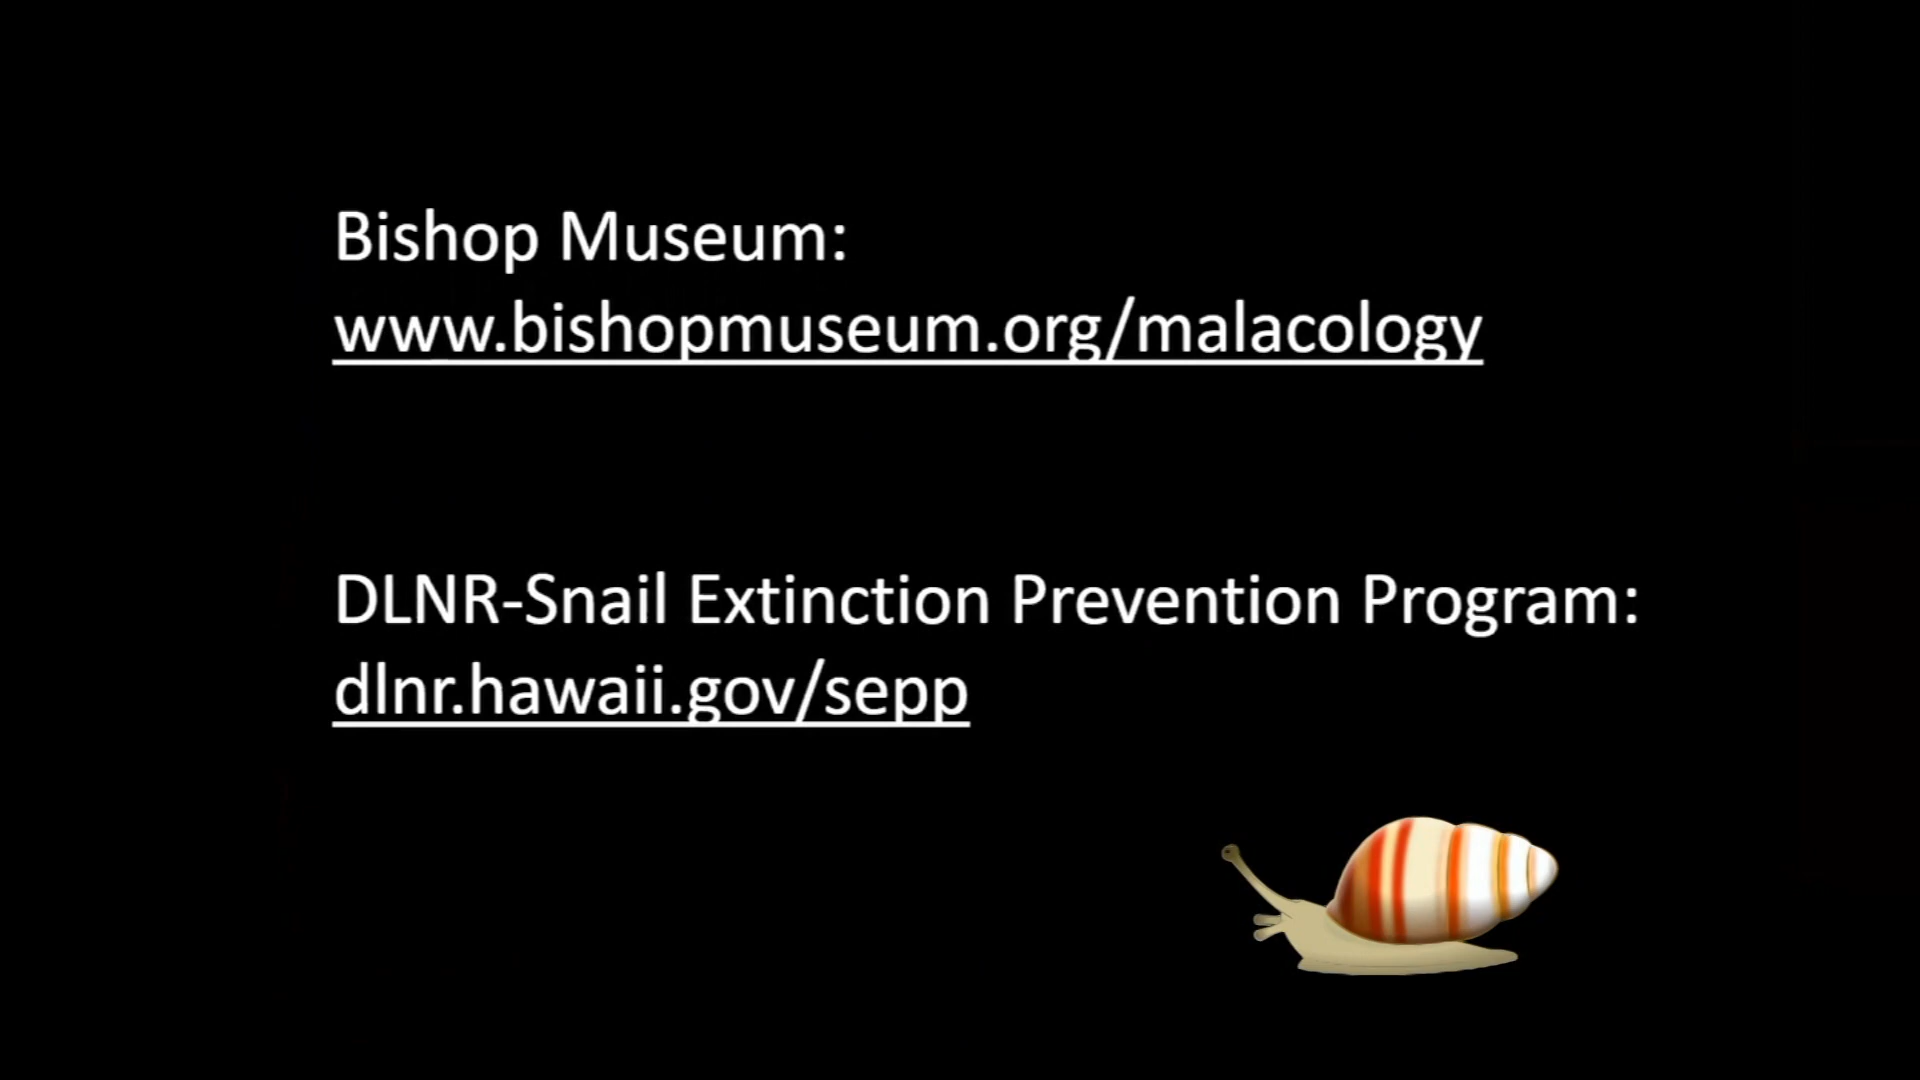 Bishop Museum:
www.bishopmuseum.org/malacology
DLNR-Snail Extinction Prevention Program:
dlnr.hawaii.gov/sepp